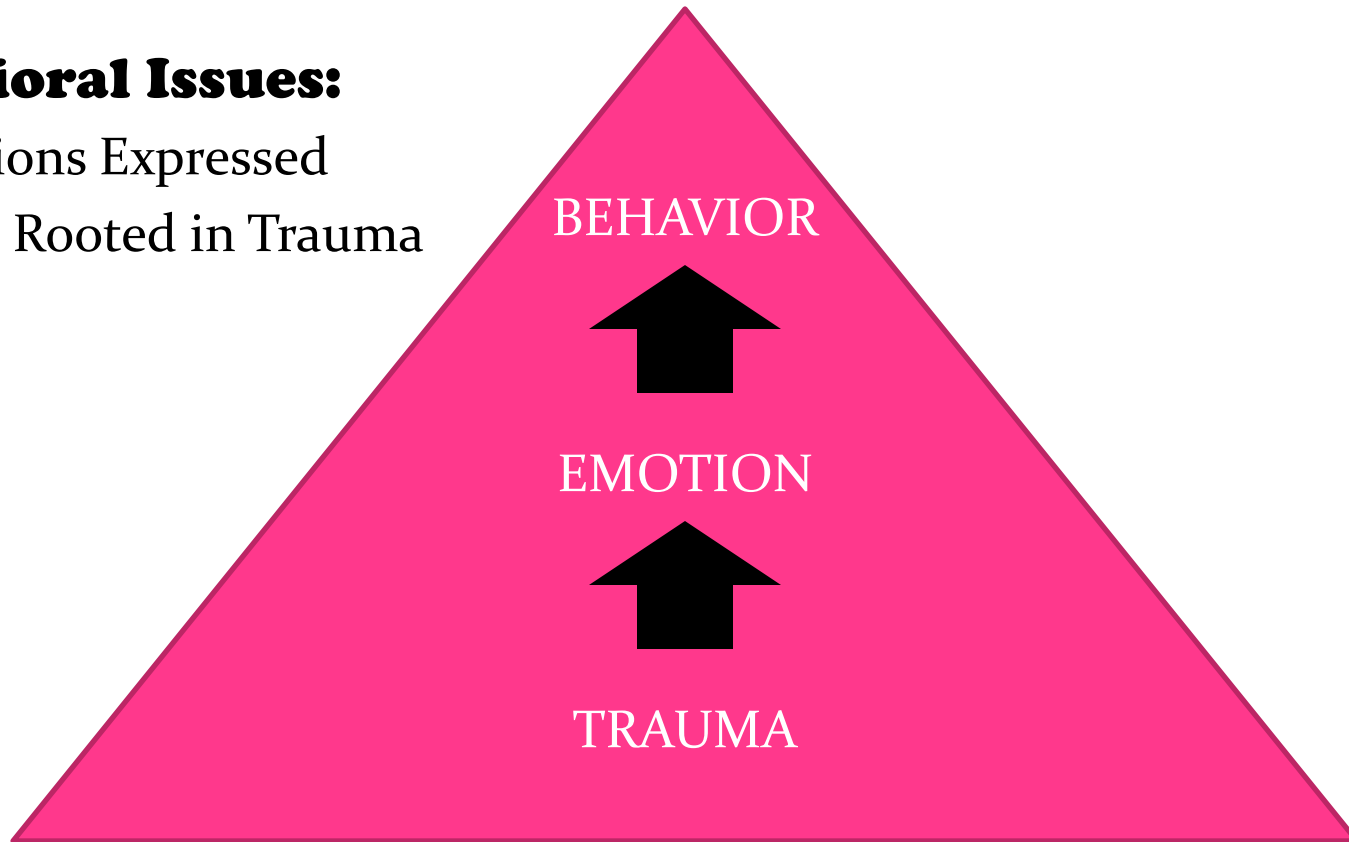 ioral Issues:
ions Expressed
Rooted in Trauma
BEHAVIOR
EMOTION
TRAUMA